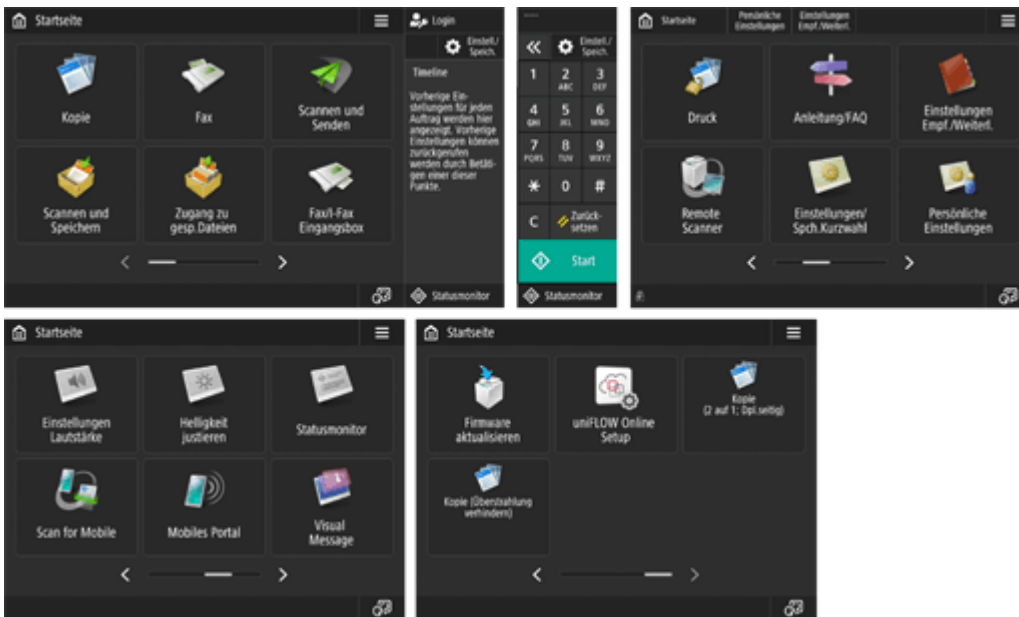 Startseite
Login
Einstell./
Speich.
Timeline
Vorherige Ein-
stellungen für jeden
Auftrag werden hier
angezeigt. Vorherige
Einstellungen können
zurückgerufen
werden durch Betäti-
gen einer dieser
Punkte.
Kopie
Fax
Scannen und
Senden
Scannen und
Speichern
Zugang zu
gesp.Dateien
Fax/I-Fax
Eingangsbox
Statusmonitor
Einstell./
Speich.
1
2
ABC
3
DEF
4
GHI
5
JKL
6
MNO
7
PQRS
8
TUV
9
WXYZ
*
0
#
C
Zurück-
setzen
Start
Statusmonitor
Startseite
Persönliche
Einstellungen
Einstellungen
Empf./Weiterl.
Druck
Anleitung/FAQ
Einstellungen
Empf./Weiterl.
Remote
Scanner
Einstellungen/
Spch.Kurzwahl
Persönliche
Einstellungen
Startseite
Einstellungen
Lautstärke
Helligkeit
justieren
Statusmonitor
Scan for Mobile
Mobiles Portal
Visual
Message
Startseite
Firmware
aktualisieren
uniFLOW Online
Setup
Kopie
(2 auf 1; Dpl.seitig)
Kopie (Überstrahlung
verhindern)